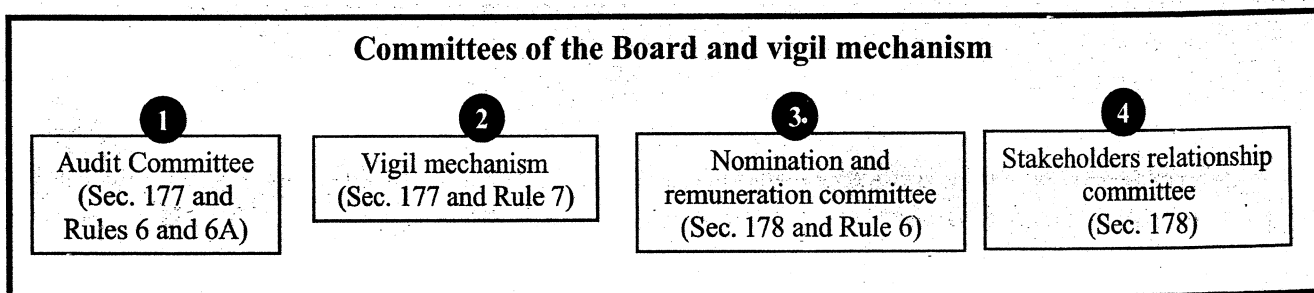 Committees of the Board and vigil mechanism
1
Audit Committee
(Sec. 177 and
Rules 6 and 6A)
2
Vigil mechanism
(Sec. 177 and Rule 7)
3.
Nomination and
remuneration committee
(Sec. 178 and Rule 6)
4
Stakeholders relationship
committee
(Sec. 178)